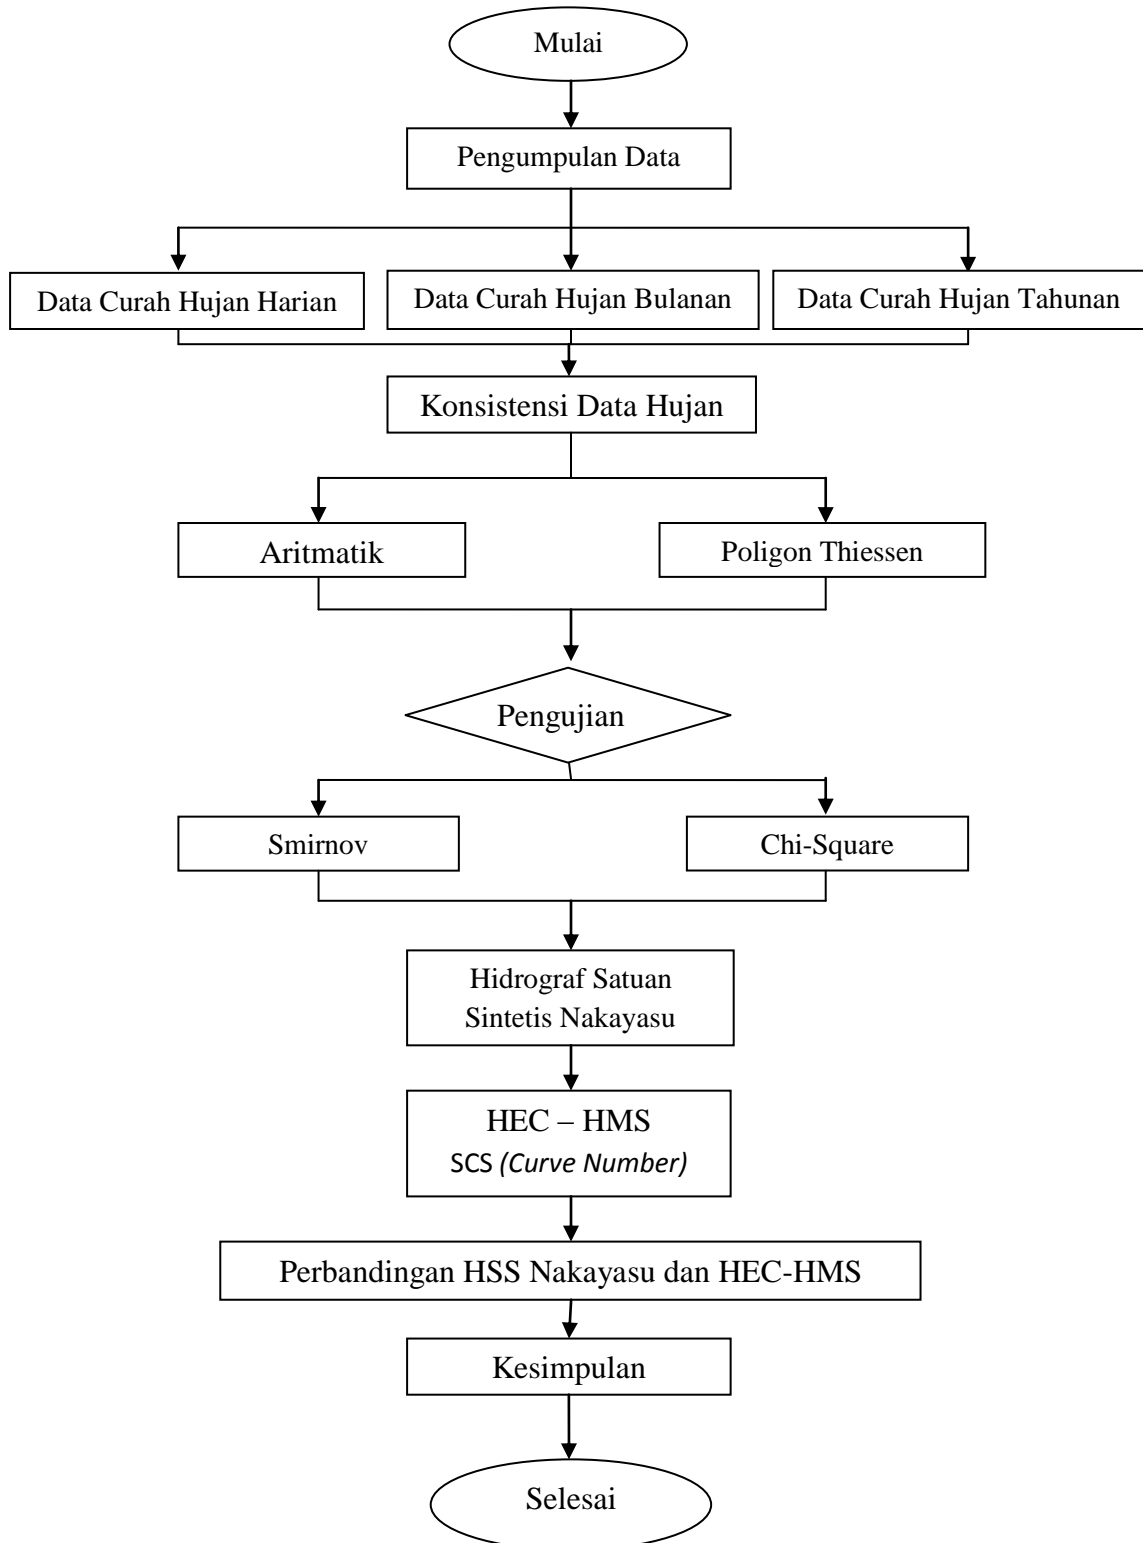 Mulai
Pengumpulan Data
Data Curah Hujan Harian
Data Curah Hujan Bulanan
Data Curah Hujan Tahunan
Konsistensi Data Hujan
Aritmatik
Poligon Thiessen
Pengujian
Smirnov
Chi-Square
Hidrograf Satuan
Sintetis Nakayasu
HEC – HMS
SCS (Curve Number)
Perbandingan HSS Nakayasu dan HEC-HMS
Kesimpulan
Selesai